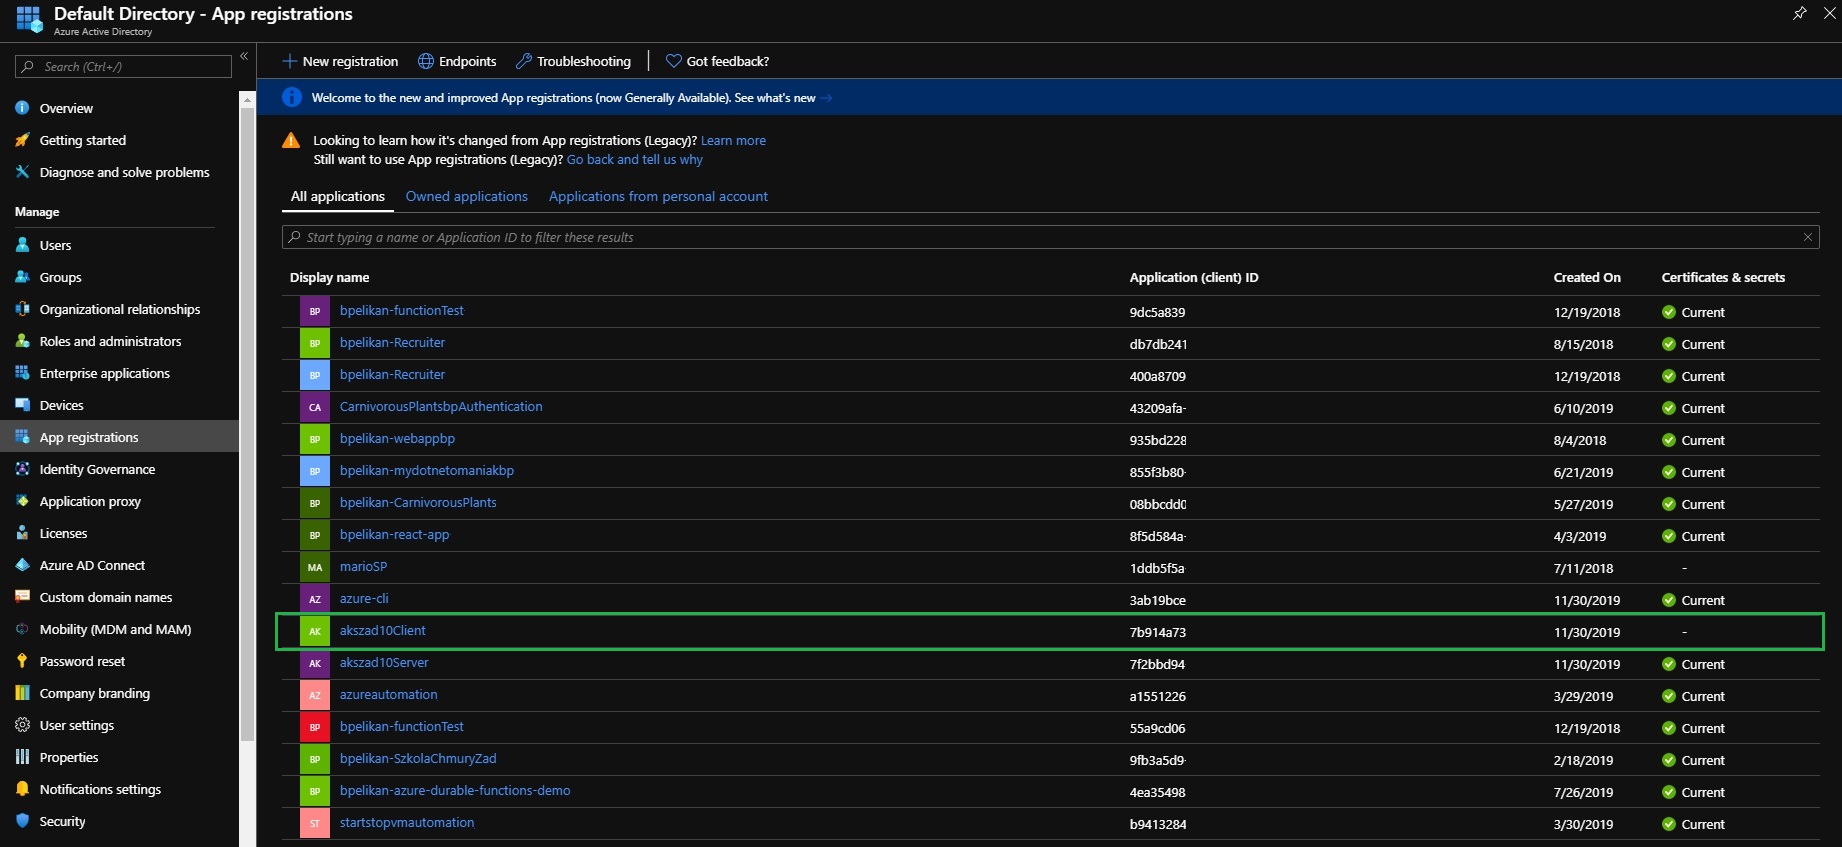 Default Directory - App registrations
Azure Active Directory
Search (Ctrl+/)
«
Overview
Getting started
Diagnose and solve problems
Manage
Users
Groups
Organizational relationships
Roles and administrators
Enterprise applications
Devices
App registrations
Identity Governance
Application proxy
Licenses
Azure AD Connect
Custom domain names
Mobility (MDM and MAM)
Password reset
Company branding
User settings
Properties
Notifications settings
Security
New registration Endpoints Troubleshooting Got feedback?
Welcome to the new and improved App registrations (now Generally Available). See what's new →
Looking to learn how it's changed from App registrations (Legacy)? Learn more
Still want to use App registrations (Legacy)? Go back and tell us why
All applications Owned applications Applications from personal account
Start typing a name or Application ID to filter these results
Display name Application (client) ID Created On Certificates & secrets
BP bpelikan-functionTest 9dc5a839 12/19/2018 Current
BP bpelikan-Recruiter db7db241 8/15/2018 Current
BP bpelikan-Recruiter 400a8709 12/19/2018 Current
CA CarnivorousPlantsbpAuthentication 43209afa- 6/10/2019 Current
BP bpelikan-webappbp 935bd228 8/4/2018 Current
BP bpelikan-mydotnetomaniakbp 855f3b80- 6/21/2019 Current
BP bpelikan-CarnivorousPlants 08bbcdd0 5/27/2019 Current
BP bpelikan-react-app 8f5d584a- 4/3/2019 Current
MA marioSP 1ddb5f5a 7/11/2018 -
AZ azure-cli 3ab19bce 11/30/2019 Current
AK akszad10Client 7b914a73 11/30/2019 -
AK akszad10Server 7f2bbd94 11/30/2019 Current
AZ azureautomation a1551226 3/29/2019 Current
BP bpelikan-functionTest 55a9cd06 12/19/2018 Current
BP bpelikan-SzkolaChmuryZad 9fb3a5d9- 2/18/2019 Current
BP bpelikan-azure-durable-functions-demo 4ea35498 7/26/2019 Current
ST startstopvmautomation b9413284 3/30/2019 Current